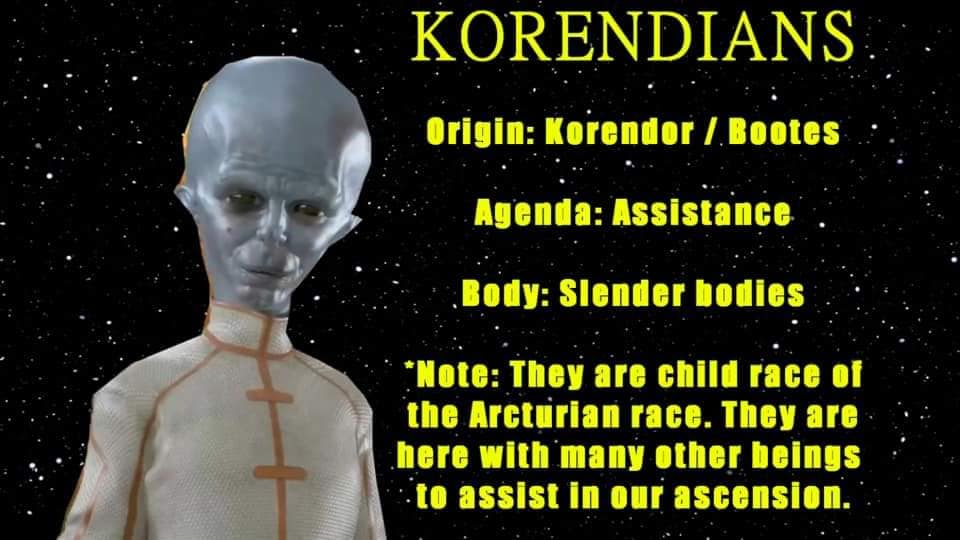 KORENDIANS
Origin: Korendor / Bootes
Agenda: Assistance
Body: Slender bodies
*Note: They are child race of
the Arcturian race. They are
here with many other beings
to assist in our ascension.